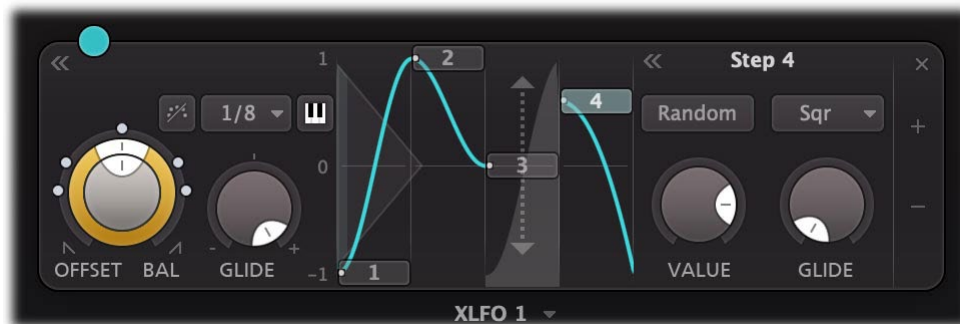 Step 4
1
2
1/8
4
Random
Sqr
0
3
OFFSET BAL
- +
GLIDE
-1
1
VALUE
GLIDE
XLFO 1